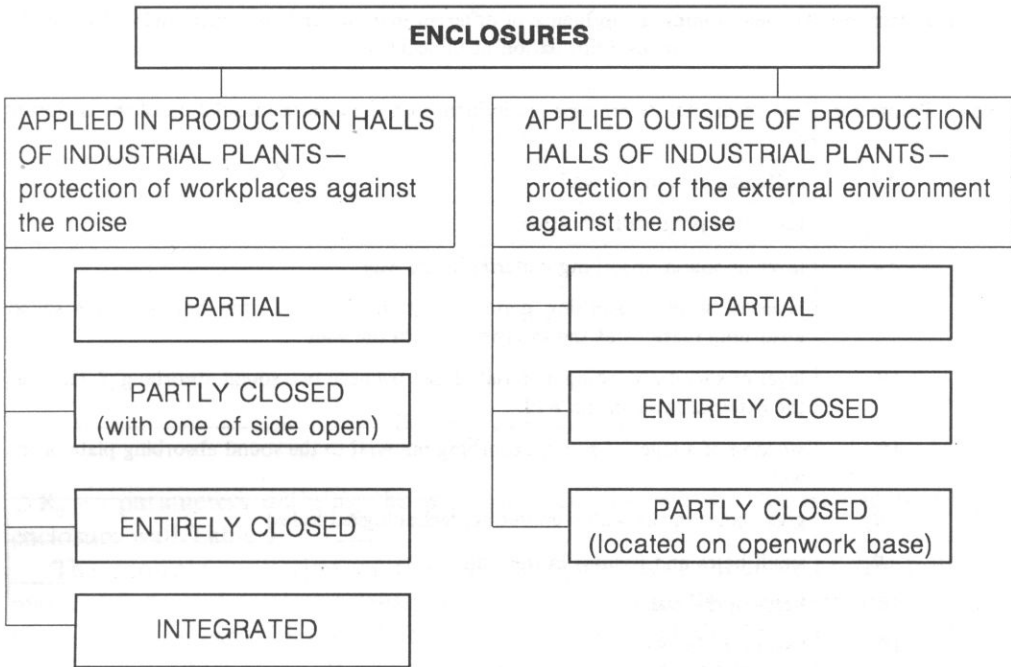 ENCLOSURES
APPLIED IN PRODUCTION HALLS
OF INDUSTRIAL PLANTS—
protection of workplaces against
the noise
PARTIAL
PARTLY CLOSED
(with one of side open)
ENTIRELY CLOSED
INTEGRATED
APPLIED OUTSIDE OF PRODUCTION
HALLS OF INDUSTRIAL PLANTS—
protection of the external environment
against the noise
PARTIAL
ENTIRELY CLOSED
PARTLY CLOSED
(located on openwork base)